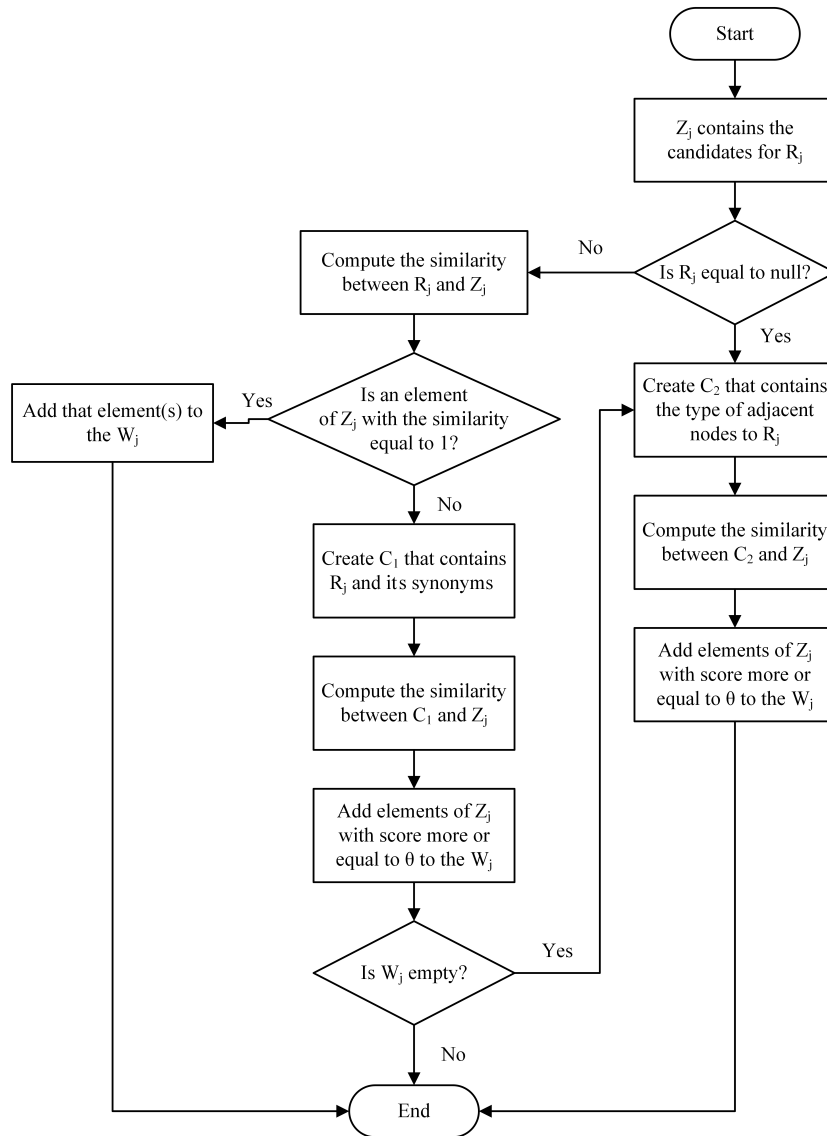 Start
Zj contains the
candidates for Rj
Is Rj equal to null?
No
Yes
Compute the similarity
between Rj and Zj
Is an element
of Zj with the similarity
equal to 1?
Yes
No
Add that element(s) to
the Wj
Create C2 that contains
the type of adjacent
nodes to Rj
Create C1 that contains
Rj and its synonyms
Compute the similarity
between C2 and Zj
Compute the similarity
between C1 and Zj
Add elements of Zj
with score more or
equal to θ to the Wj
Add elements of Zj
with score more or
equal to θ to the Wj
Is Wj empty?
Yes
No
End